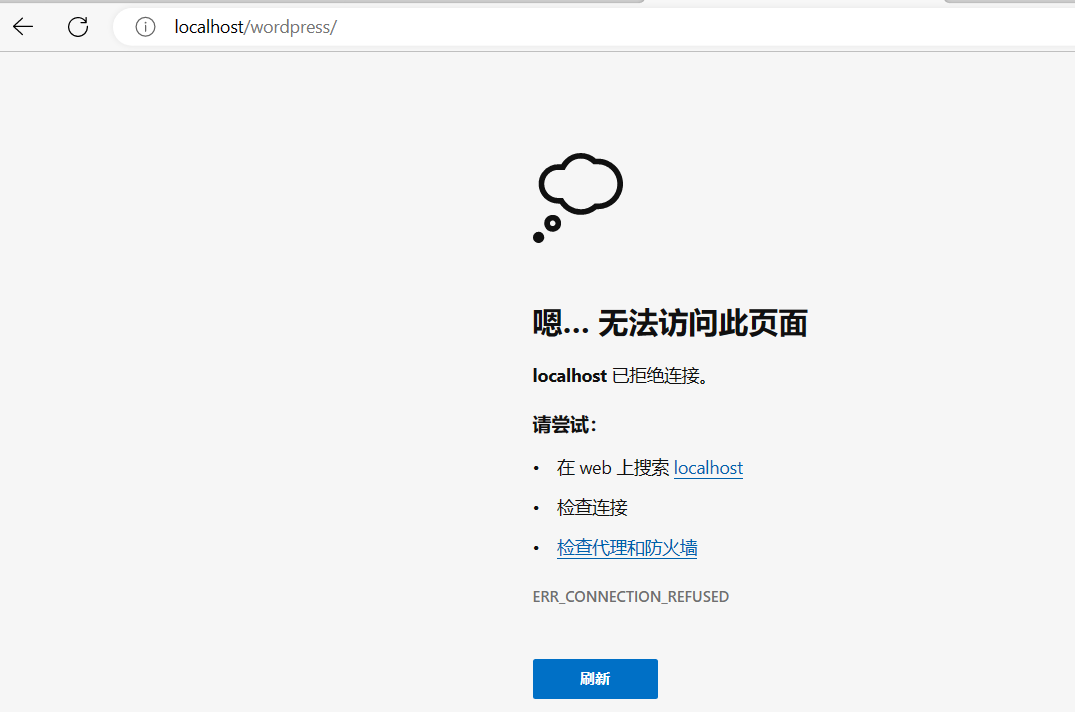 localhost/wordpress/
嗯… 无法访问此页面
localhost 已拒绝连接。
请尝试：
• 在 web 上搜索 localhost
• 检查连接
• 检查代理和防火墙
ERR_CONNECTION_REFUSED
刷新